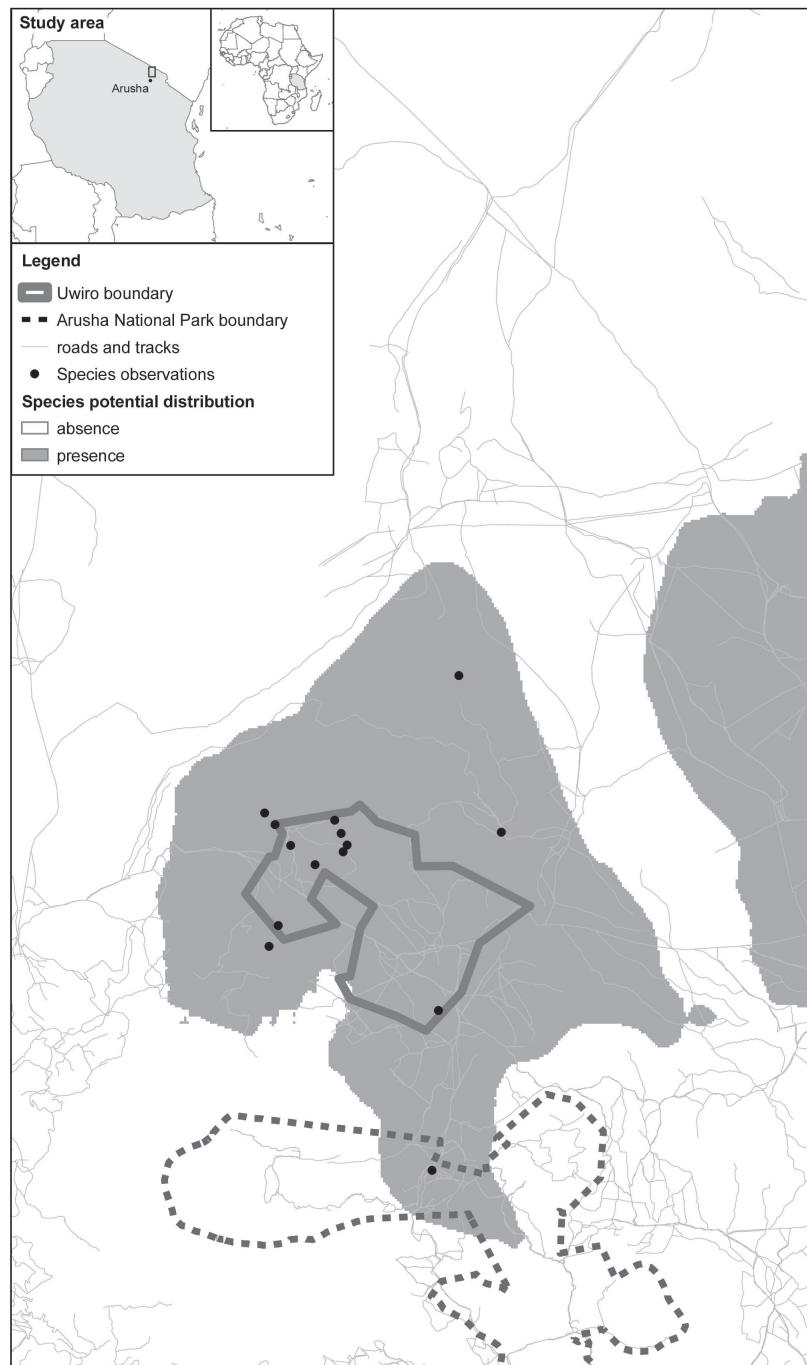 Study area
Arusha
Legend
Uwiro boundary
Arusha National Park boundary
roads and tracks
Species observations
Species potential distribution
absence
presence